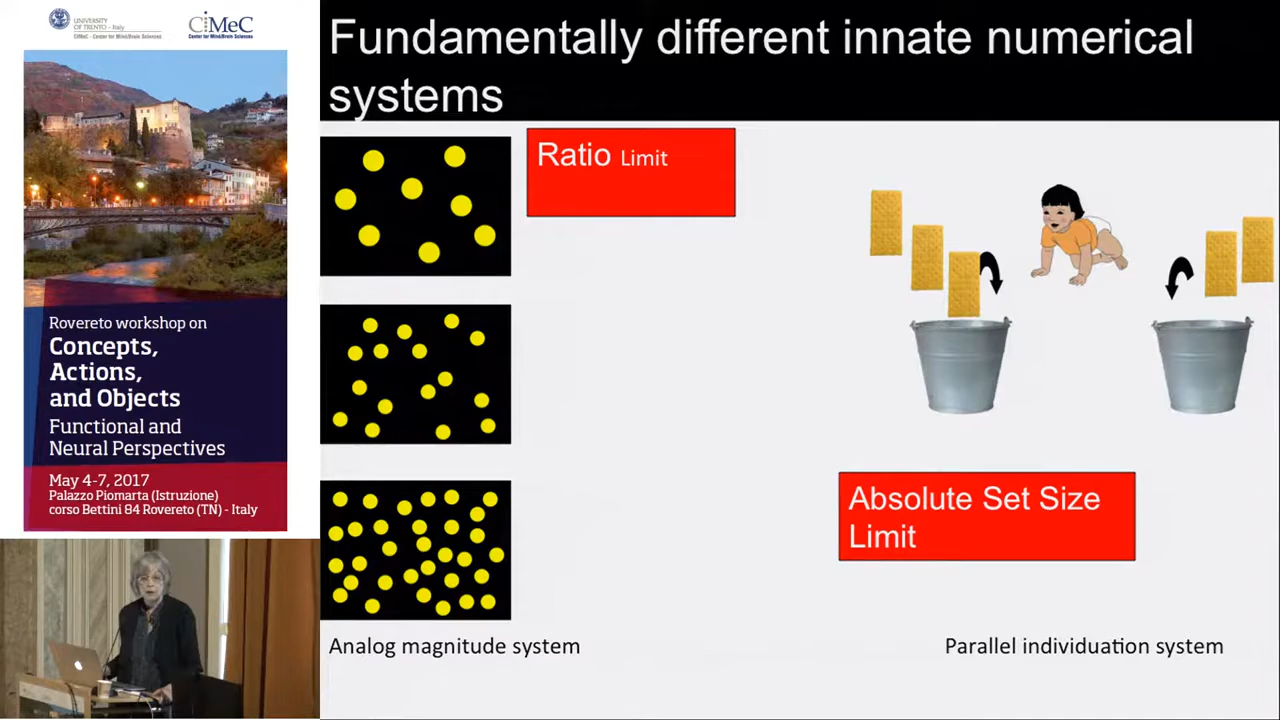 UNIVERSITY
OF TRENTO - Italy
CIMeC - Center for Mind/Brain Sciences
CiMeC
Center for Mind/Brain Sciences
Rovereto workshop on
Concepts,
Actions,
and Objects
Functional and
Neural Perspectives
May 4-7, 2017
Palazzo Piomarta (Istruzione)
corso Bettini 84 Rovereto (TN) - Italy
Fundamentally different innate numerical
systems
Ratio Limit
Absolute Set Size
Limit
Analog magnitude system
Parallel individuation system